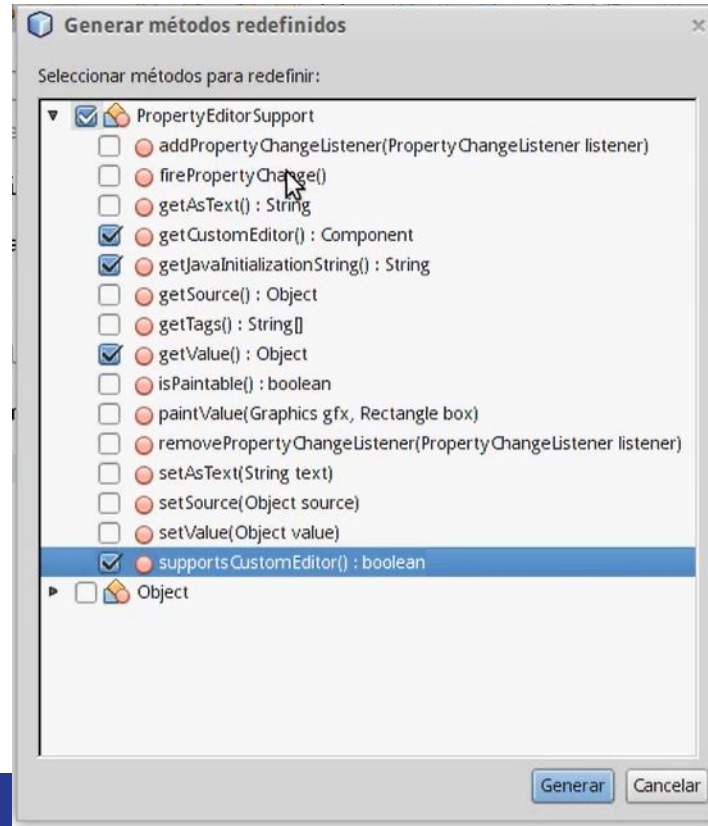 Generar métodos redefinidos
Seleccionar métodos para redefinir:
PropertyEditorSupport
addPropertyChangeListener(PropertyChangeListener listener)
firePropertyChange()
getAsText() : String
getCustomEditor() : Component
getJavaInitializationString() : String
getSource() : Object
getTags() : String[]
getValue() : Object
isPaintable() : boolean
paintValue(Graphics gfx, Rectangle box)
removePropertyChangeListener(PropertyChangeListener listener)
setAsText(String text)
setSource(Object source)
setValue(Object value)
supportsCustomEditor() : boolean
Object
Generar Cancelar